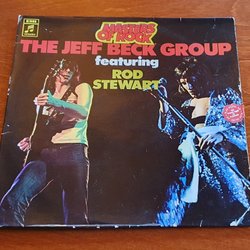 MASTERS
OF ROCK
THE JEFF BECK GROUP
featuring
ROD
STEWART